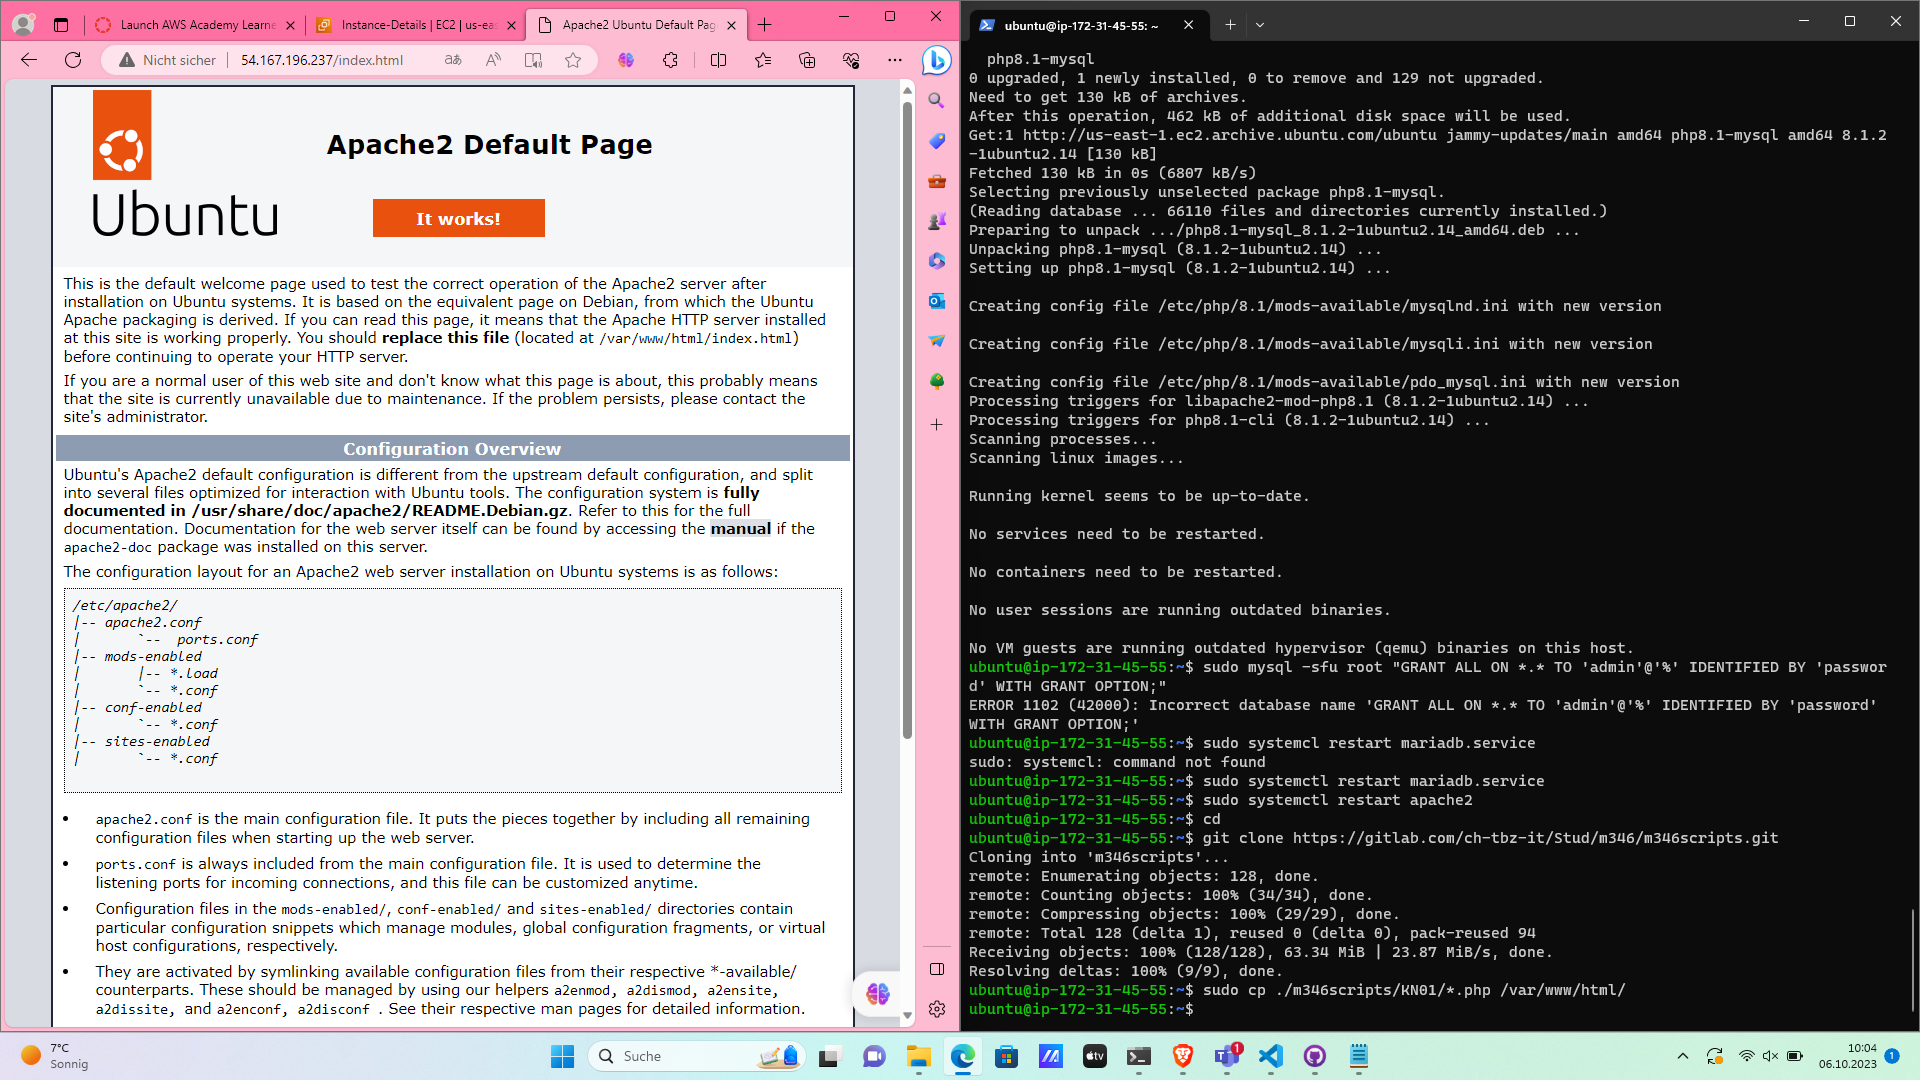 Launch AWS Academy Learne
Instance-Details | EC2 | us-eas
Apache2 Ubuntu Default Pag
Nicht sicher
54.167.196.237/index.html
Apache2 Default Page
Ubuntu
It works!
This is the default welcome page used to test the correct operation of the Apache2 server after
installation on Ubuntu systems. It is based on the equivalent page on Debian, from which the Ubuntu
Apache packaging is derived. If you can read this page, it means that the Apache HTTP server installed
at this site is working properly. You should replace this file (located at /var/www/html/index.html)
before continuing to operate your HTTP server.
If you are a normal user of this web site and don't know what this page is about, this probably means
that the site is currently unavailable due to maintenance. If the problem persists, please contact the
site's administrator.
Configuration Overview
Ubuntu's Apache2 default configuration is different from the upstream default configuration, and split
into several files optimized for interaction with Ubuntu tools. The configuration system is fully
documented in /usr/share/doc/apache2/README.Debian.gz. Refer to this for the full
documentation. Documentation for the web server itself can be found by accessing the manual if the
apache2-doc package was installed on this server.
The configuration layout for an Apache2 web server installation on Ubuntu systems is as follows:
/etc/apache2/
|-- apache2.conf
|       `--  ports.conf
|-- mods-enabled
|       |-- *.load
|       `-- *.conf
|-- conf-enabled
|       `-- *.conf
|-- sites-enabled
|       `-- *.conf
• apache2.conf is the main configuration file. It puts the pieces together by including all remaining
configuration files when starting up the web server.
• ports.conf is always included from the main configuration file. It is used to determine the
listening ports for incoming connections, and this file can be customized anytime.
• Configuration files in the mods-enabled/, conf-enabled/ and sites-enabled/ directories contain
particular configuration snippets which manage modules, global configuration fragments, or virtual
host configurations, respectively.
• They are activated by symlinking available configuration files from their respective *-available/
counterparts. These should be managed by using our helpers a2enmod, a2dismod, a2ensite,
a2dissite, and a2enconf, a2disconf . See their respective man pages for detailed information.
ubuntu@ip-172-31-45-55: ~
php8.1-mysql
0 upgraded, 1 newly installed, 0 to remove and 129 not upgraded.
Need to get 130 kB of archives.
After this operation, 462 kB of additional disk space will be used.
Get:1 http://us-east-1.ec2.archive.ubuntu.com/ubuntu jammy-updates/main amd64 php8.1-mysql amd64 8.1.2
-1ubuntu2.14 [130 kB]
Fetched 130 kB in 0s (6807 kB/s)
Selecting previously unselected package php8.1-mysql.
(Reading database ... 66110 files and directories currently installed.)
Preparing to unpack .../php8.1-mysql_8.1.2-1ubuntu2.14_amd64.deb ...
Unpacking php8.1-mysql (8.1.2-1ubuntu2.14) ...
Setting up php8.1-mysql (8.1.2-1ubuntu2.14) ...
Creating config file /etc/php/8.1/mods-available/mysqlnd.ini with new version
Creating config file /etc/php/8.1/mods-available/mysqli.ini with new version
Creating config file /etc/php/8.1/mods-available/pdo_mysql.ini with new version
Processing triggers for libapache2-mod-php8.1 (8.1.2-1ubuntu2.14) ...
Processing triggers for php8.1-cli (8.1.2-1ubuntu2.14) ...
Scanning processes...
Scanning linux images...
Running kernel seems to be up-to-date.
No services need to be restarted.
No containers need to be restarted.
No user sessions are running outdated binaries.
No VM guests are running outdated hypervisor (qemu) binaries on this host.
ubuntu@ip-172-31-45-55:~$ sudo mysql -sfu root "GRANT ALL ON *.* TO 'admin'@'%' IDENTIFIED BY 'passwor
d' WITH GRANT OPTION;"
ERROR 1102 (42000): Incorrect database name 'GRANT ALL ON *.* TO 'admin'@'%' IDENTIFIED BY 'password'
WITH GRANT OPTION;'
ubuntu@ip-172-31-45-55:~$ sudo systemcl restart mariadb.service
sudo: systemcl: command not found
ubuntu@ip-172-31-45-55:~$ sudo systemctl restart mariadb.service
ubuntu@ip-172-31-45-55:~$ sudo systemctl restart apache2
ubuntu@ip-172-31-45-55:~$ cd
ubuntu@ip-172-31-45-55:~$ git clone https://gitlab.com/ch-tbz-it/Stud/m346/m346scripts.git
Cloning into 'm346scripts'...
remote: Enumerating objects: 128, done.
remote: Counting objects: 100% (34/34), done.
remote: Compressing objects: 100% (29/29), done.
remote: Total 128 (delta 1), reused 0 (delta 0), pack-reused 94
Receiving objects: 100% (128/128), 63.34 MiB | 23.87 MiB/s, done.
Resolving deltas: 100% (9/9), done.
ubuntu@ip-172-31-45-55:~$ sudo cp ./m346scripts/KN01/*.php /var/www/html/
ubuntu@ip-172-31-45-55:~$
7°C
Sonnig
Suche
tv
1
10:04
06.10.2023
1